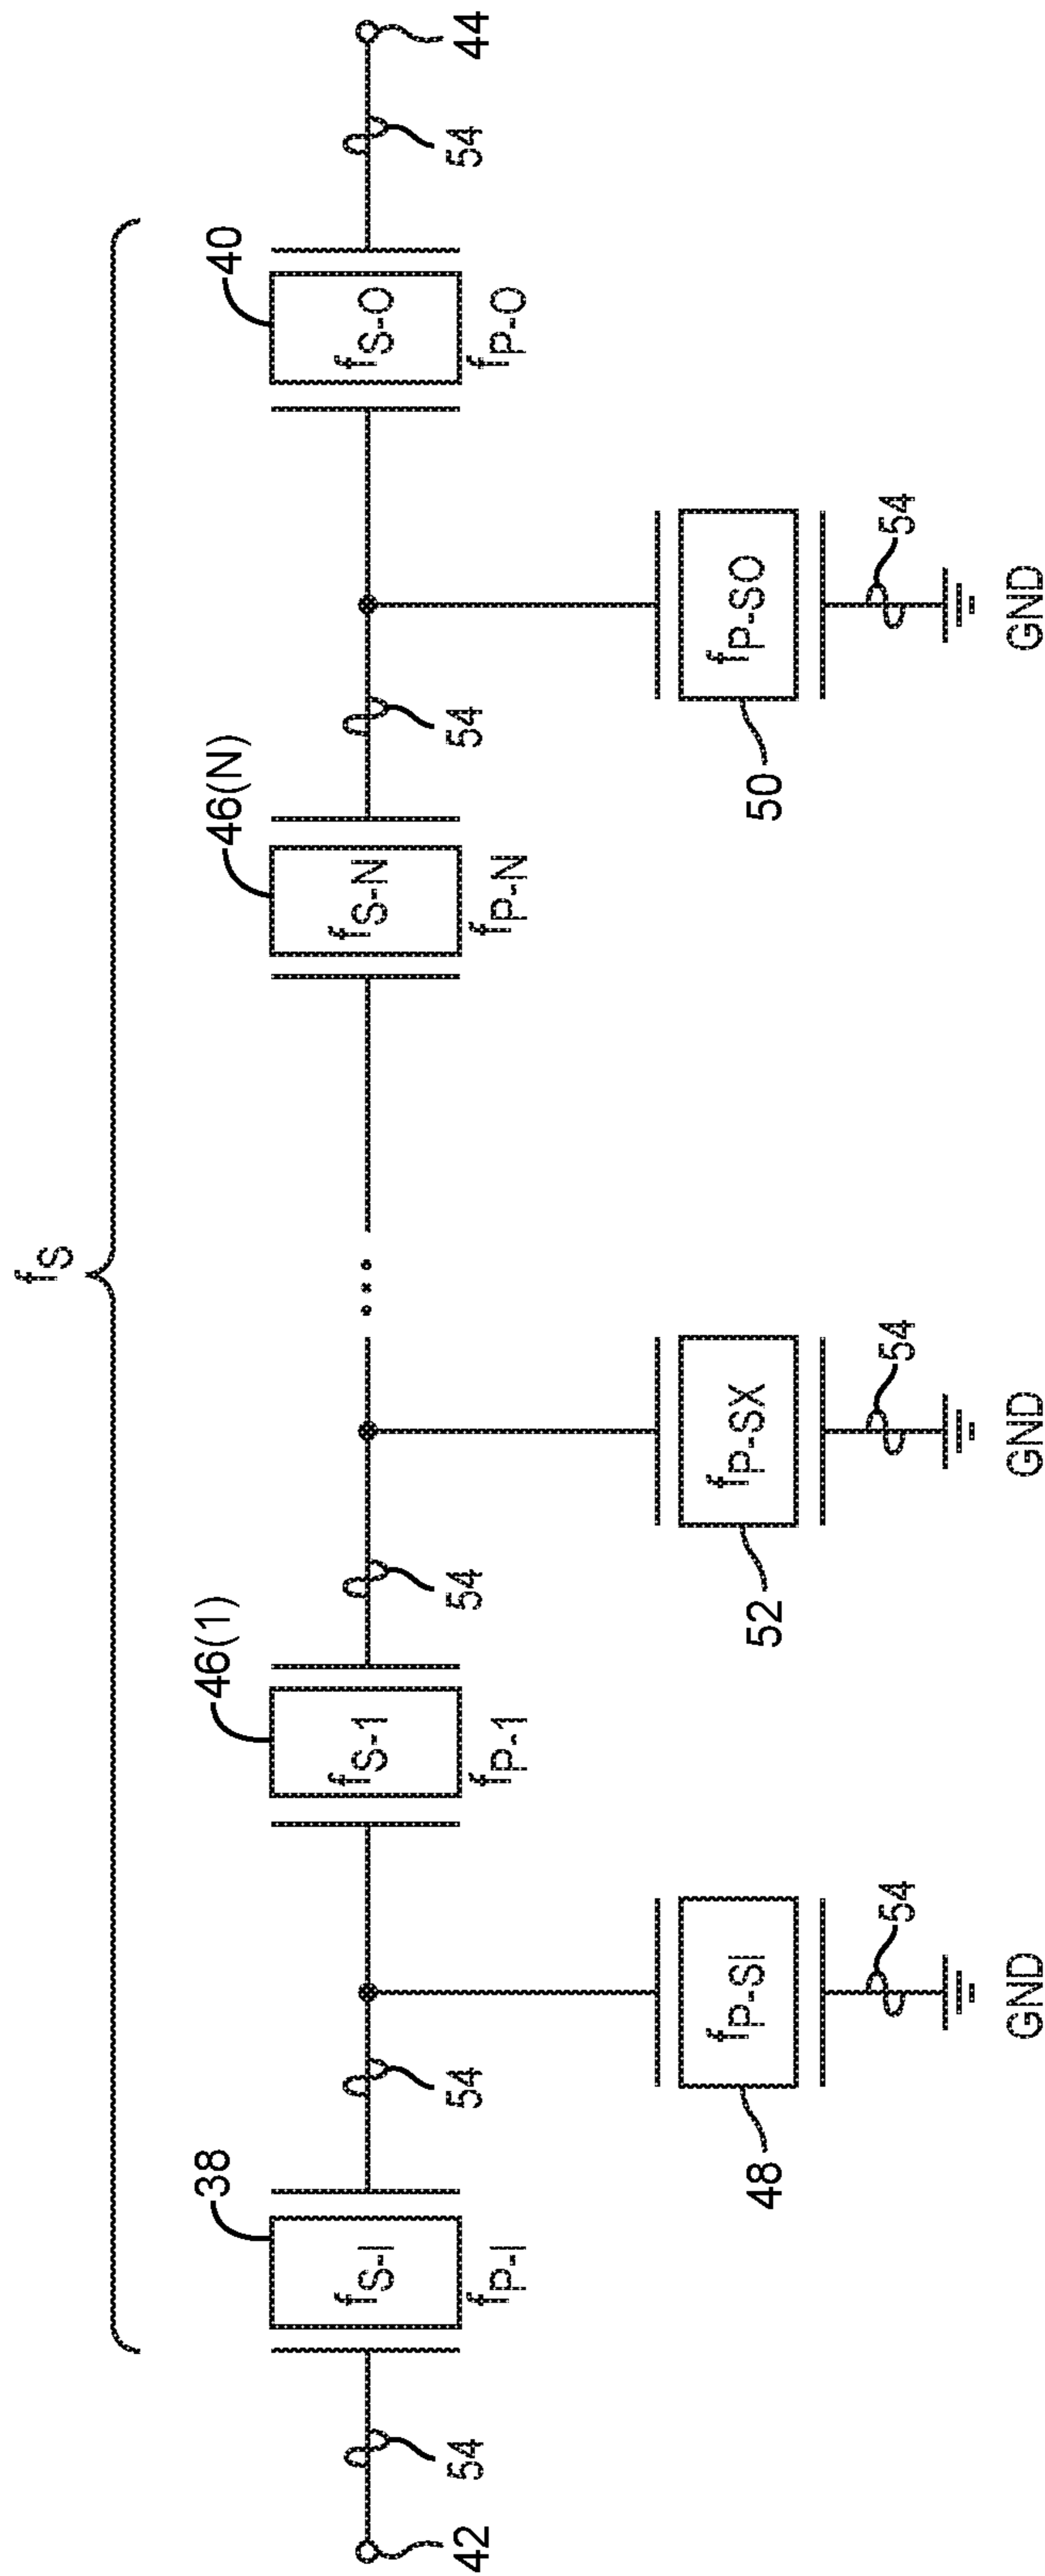 fS
38
46(1)
46(N)
40
fS-I
fS-1
fS-N
fS-O
42
54
fP-I
54
fP-1
54
fP-N
54
fP-O
54
44
48
fP-SI
52
fP-SX
50
fP-SO
54
54
54
GND
GND
GND